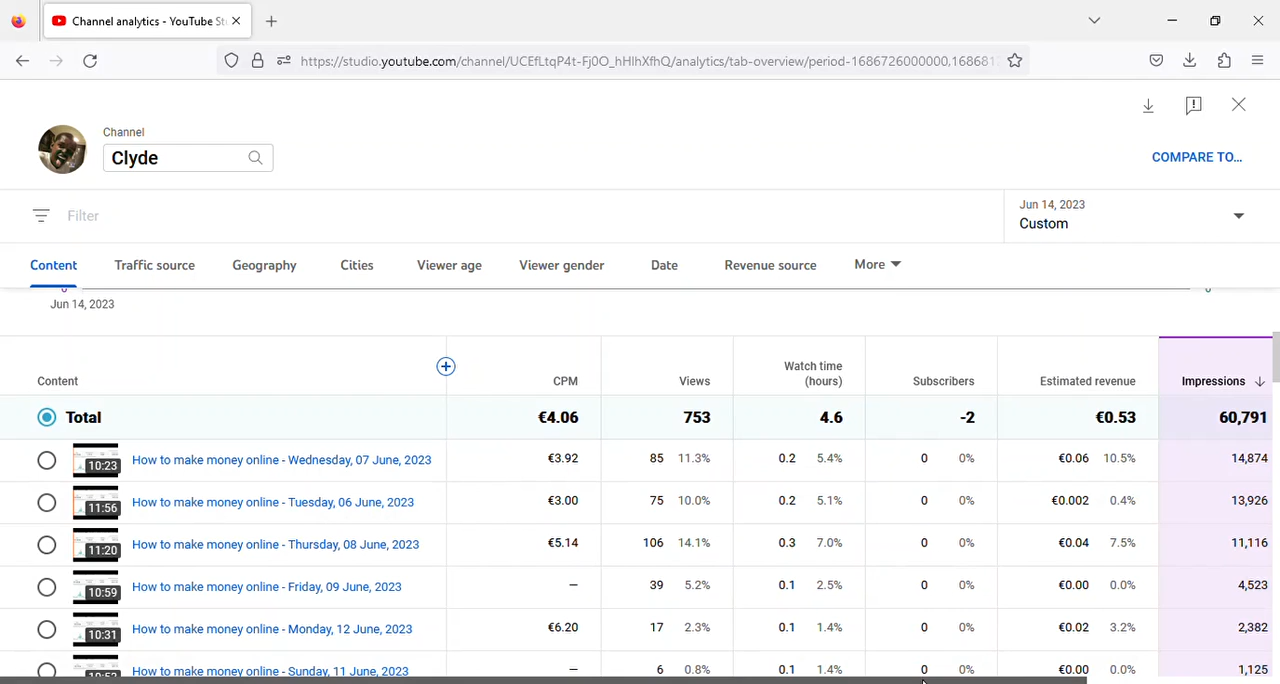 Channel analytics - YouTube St
https://studio.youtube.com/channel/UCEfLtqP4t-Fj0O_hHIhXfhQ/analytics/tab-overview/period-1686726000000,168681
Channel
Clyde
COMPARE TO...
Filter
Jun 14, 2023
Custom
Content Traffic source Geography Cities Viewer age Viewer gender Date Revenue source More
Jun 14, 2023
Content CPM Views Watch time (hours) Subscribers Estimated revenue Impressions
Total €4.06 753 4.6 -2 €0.53 60,791
10:23 How to make money online - Wednesday, 07 June, 2023 €3.92 85 11.3% 0.2 5.4% 0 0% €0.06 10.5% 14,874
11:56 How to make money online - Tuesday, 06 June, 2023 €3.00 75 10.0% 0.2 5.1% 0 0% €0.002 0.4% 13,926
11:20 How to make money online - Thursday, 08 June, 2023 €5.14 106 14.1% 0.3 7.0% 0 0% €0.04 7.5% 11,116
10:59 How to make money online - Friday, 09 June, 2023 — 39 5.2% 0.1 2.5% 0 0% €0.00 0.0% 4,523
10:31 How to make money online - Monday, 12 June, 2023 €6.20 17 2.3% 0.1 1.4% 0 0% €0.02 3.2% 2,382
How to make money online - Sunday, 11 June, 2023 — 6 0.8% 0.1 1.4% 0 0% €0.00 0.0% 1,125